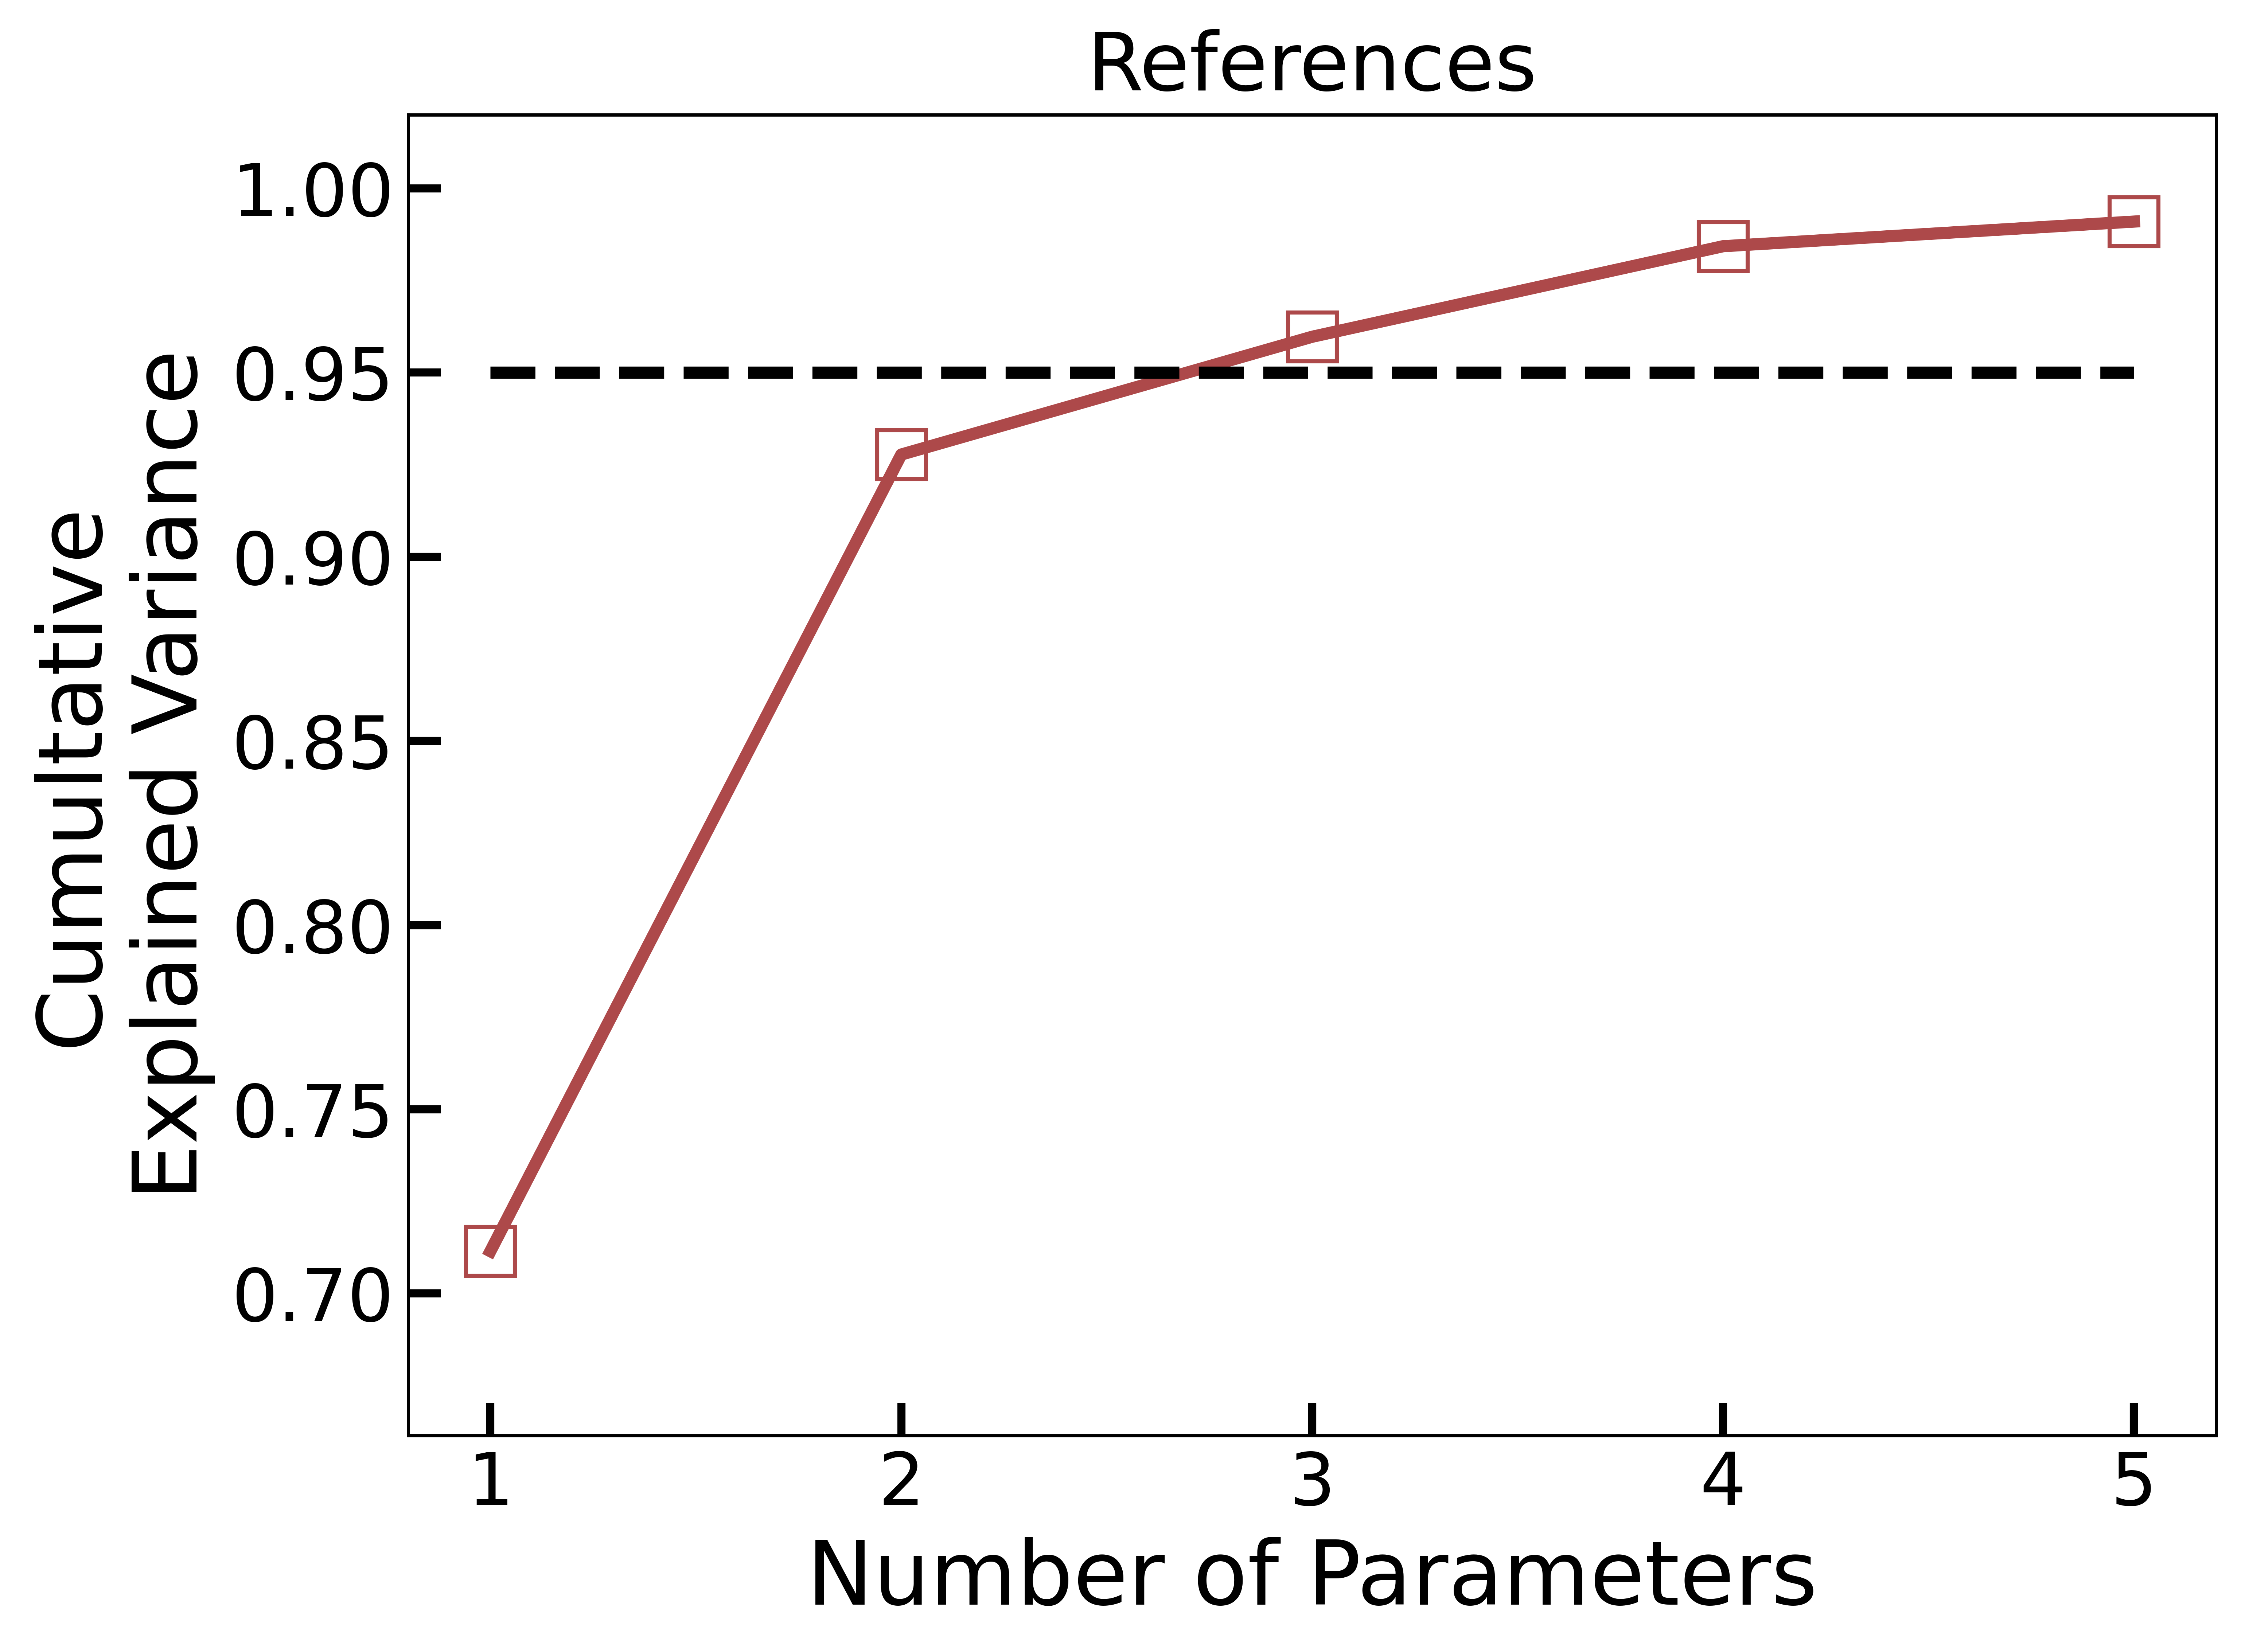 References
1.00
0.95
0.90
0.85
0.80
0.75
0.70
Cumultative
Explained Variance
1 2 3 4 5
Number of Parameters